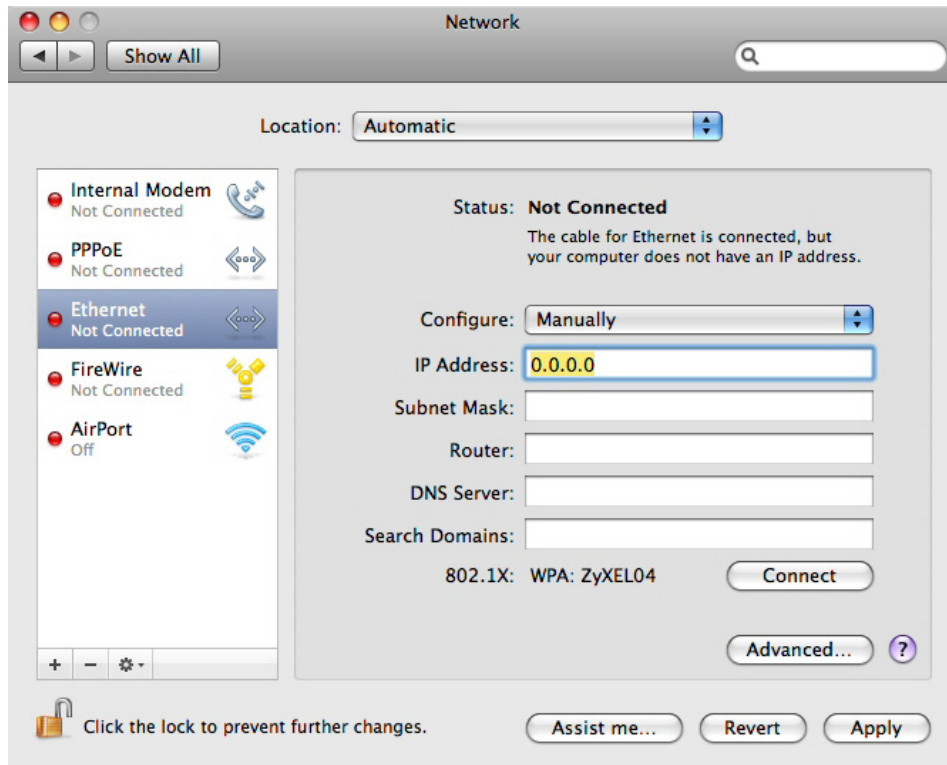 Network
Show All
Location: Automatic
Internal Modem
Not Connected
PPPoE
Not Connected
Ethernet
Not Connected
FireWire
Not Connected
AirPort
Off
Status: Not Connected
The cable for Ethernet is connected, but
your computer does not have an IP address.
Configure: Manually
IP Address: 0.0.0.0
Subnet Mask:
Router:
DNS Server:
Search Domains:
802.1X: WPA: ZyXEL04 Connect
Advanced... ?
Click the lock to prevent further changes.
Assist me... Revert Apply